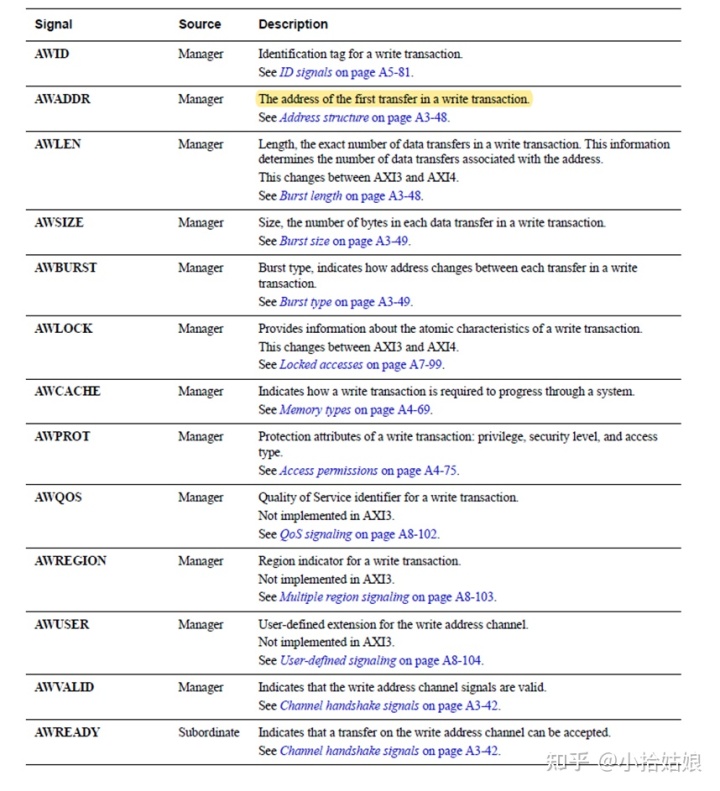 Signal Source Description
AWID Manager Identification tag for a write transaction.
See ID signals on page A5-81.
AWADDR Manager The address of the first transfer in a write transaction.
See Address structure on page A3-48.
AWLEN Manager Length, the exact number of data transfers in a write transaction. This information
determines the number of data transfers associated with the address.
This changes between AXI3 and AXI4.
See Burst length on page A3-48.
AWSIZE Manager Size, the number of bytes in each data transfer in a write transaction.
See Burst size on page A3-49.
AWBURST Manager Burst type, indicates how address changes between each transfer in a write
transaction.
See Burst type on page A3-49.
AWLOCK Manager Provides information about the atomic characteristics of a write transaction.
This changes between AXI3 and AXI4.
See Locked accesses on page A7-99.
AWCACHE Manager Indicates how a write transaction is required to progress through a system.
See Memory types on page A4-69.
AWPROT Manager Protection attributes of a write transaction: privilege, security level, and access
type.
See Access permissions on page A4-75.
AWQOS Manager Quality of Service identifier for a write transaction.
Not implemented in AXI3.
See QoS signaling on page A8-102.
AWREGION Manager Region indicator for a write transaction.
Not implemented in AXI3.
See Multiple region signaling on page A8-103.
AWUSER Manager User-defined extension for the write address channel.
Not implemented in AXI3.
See User-defined signaling on page A8-104.
AWVALID Manager Indicates that the write address channel signals are valid.
See Channel handshake signals on page A3-42.
AWREADY Subordinate Indicates that a transfer on the write address channel can be accepted.
See Channel handshake signals on page A3-42.
知乎 @小拾姑娘